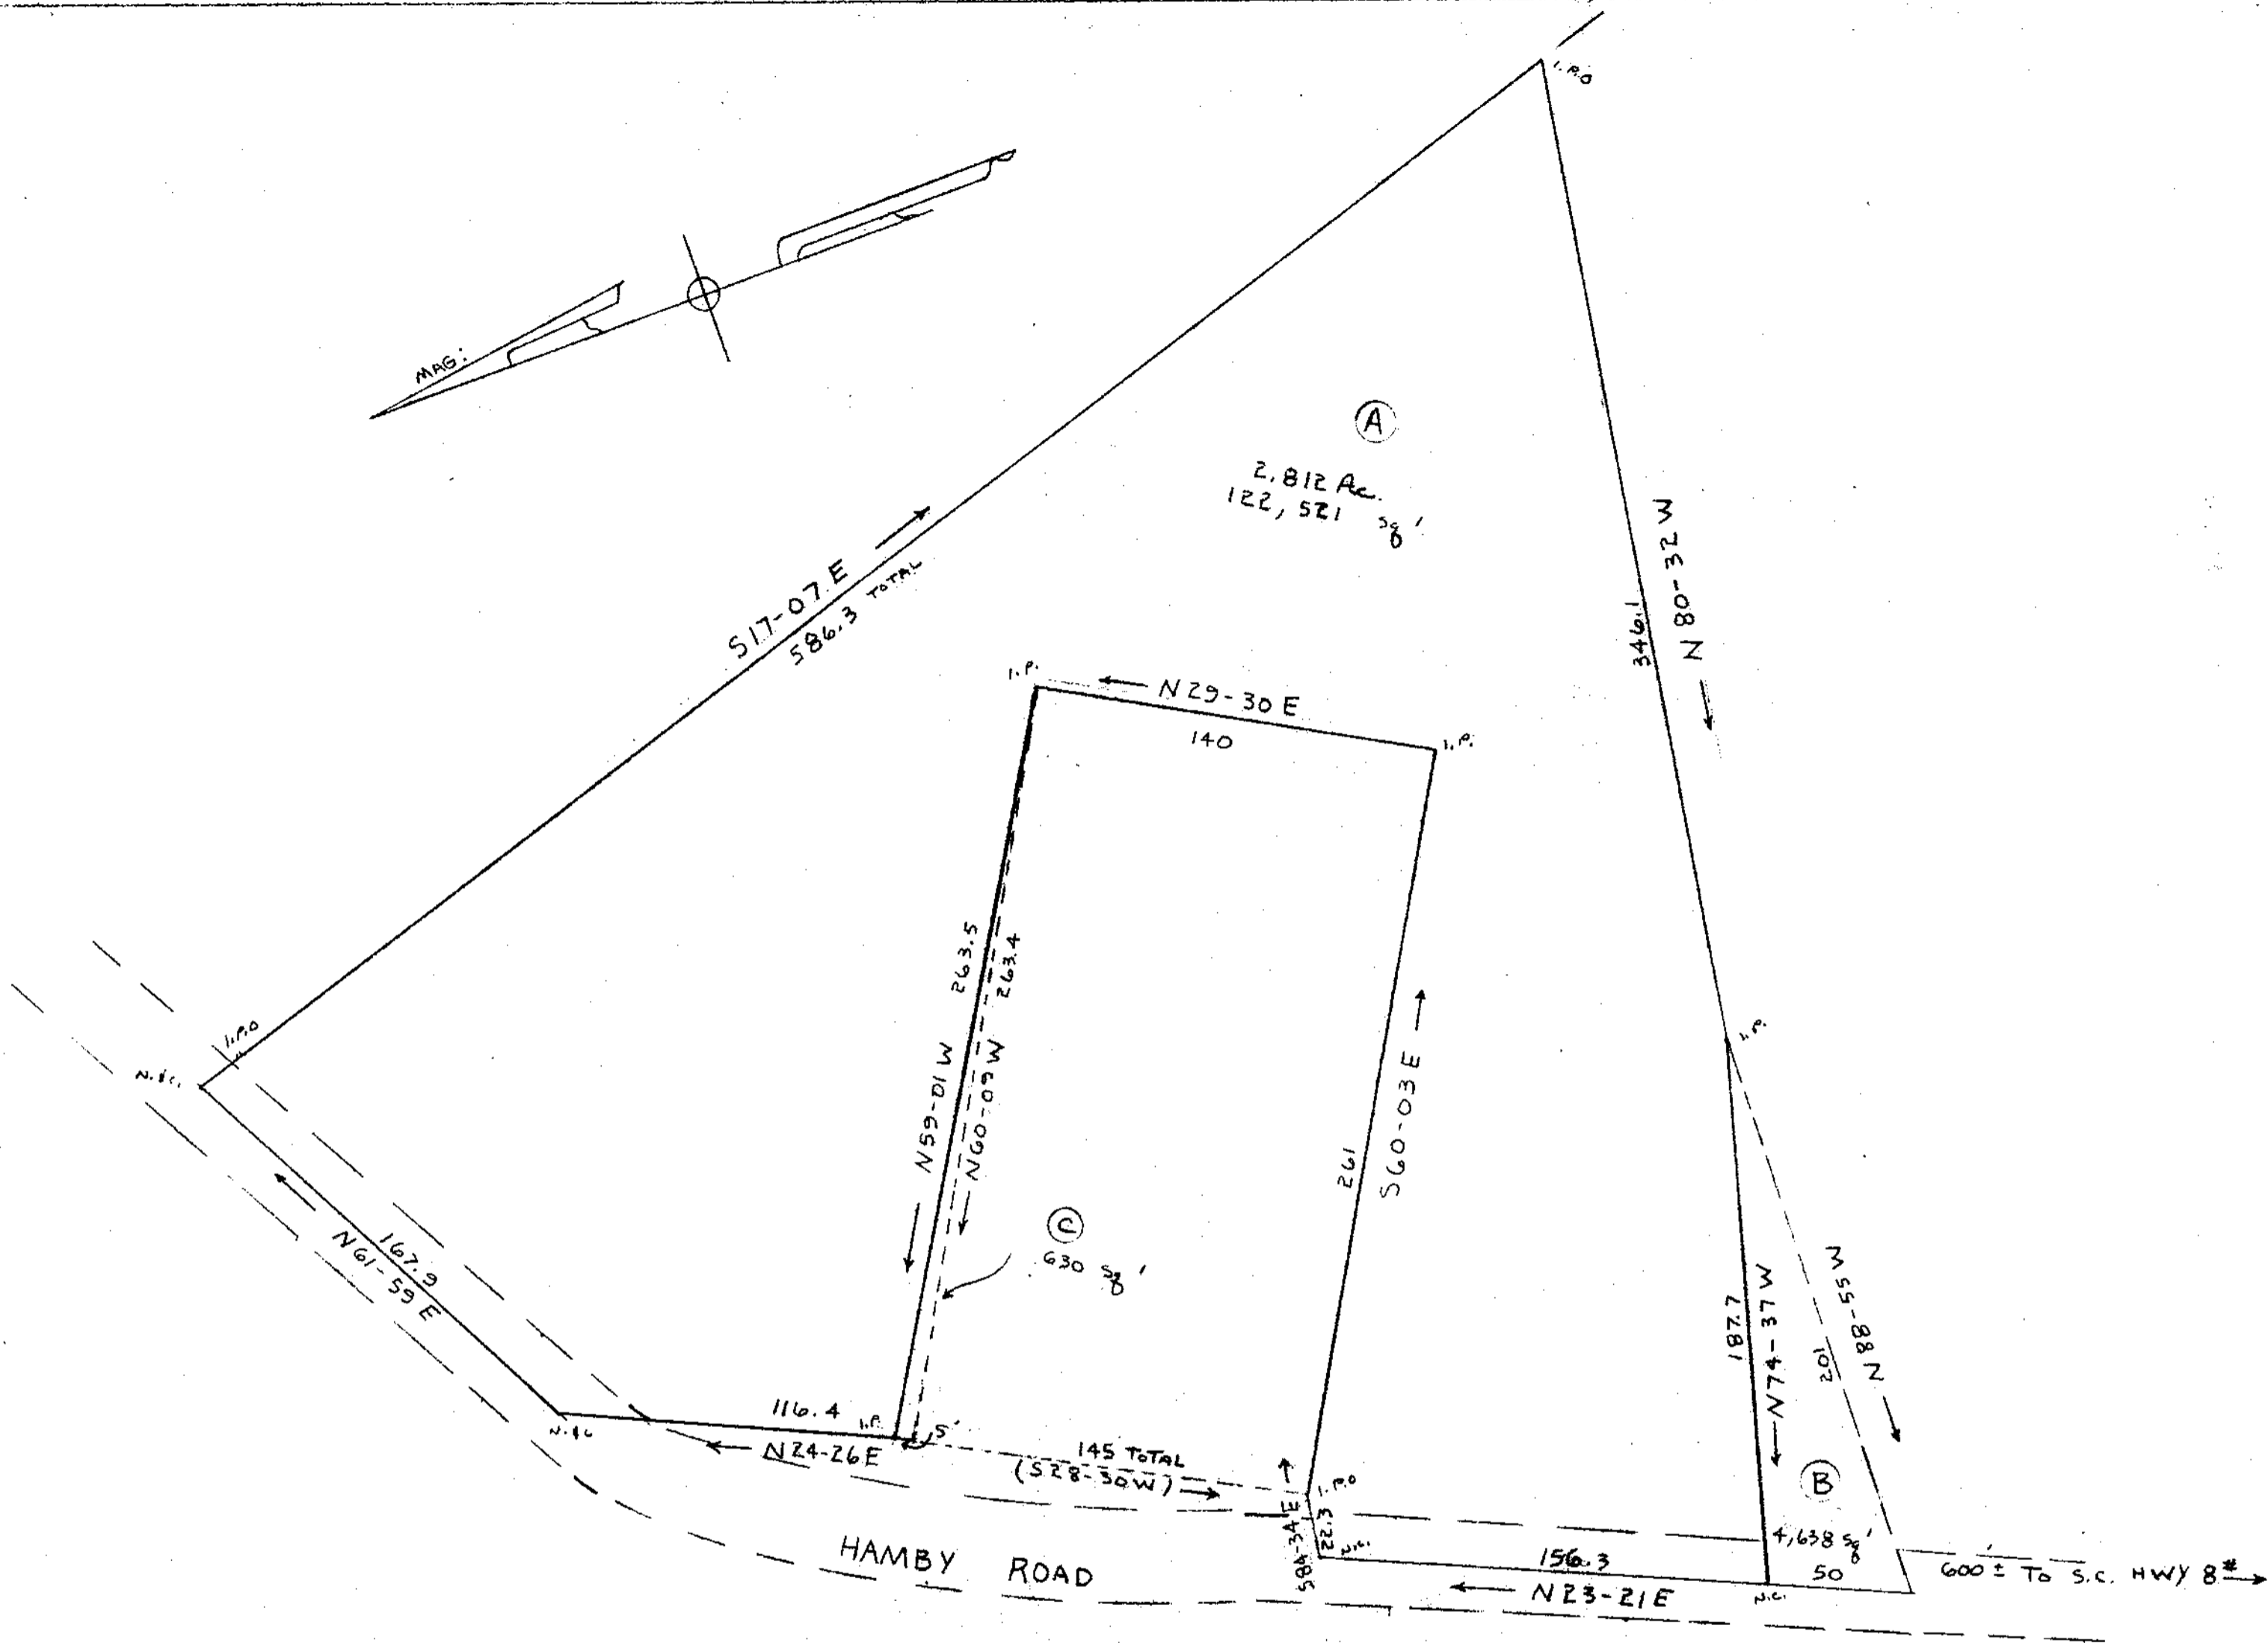 I.P.O
MAG:
A
2.812 Ac.
122,521 sq'
S17-07 E
586.3 TOTAL
N 80-32 W
346.1
I.P.
N 29-30 E
140
I.P.
263.5
263.4
N59-01 W
N60-09 W
261
S60-03 E
I.P.
I.P.O
N.&C.
167.9
N61-59 E
C
630 sq'
187.7
N74-37 W
201
N 88-55 W
116.4
I.P.
5'
N.&C
N24-26 E
145 TOTAL
(S28-30W)
I.P.O
S84-34 E
22.3
N.C.
B
4,638 sq'
156.3
50
600'± TO S.C. HWY 8#
N23-21 E
N.C.
HAMBY ROAD